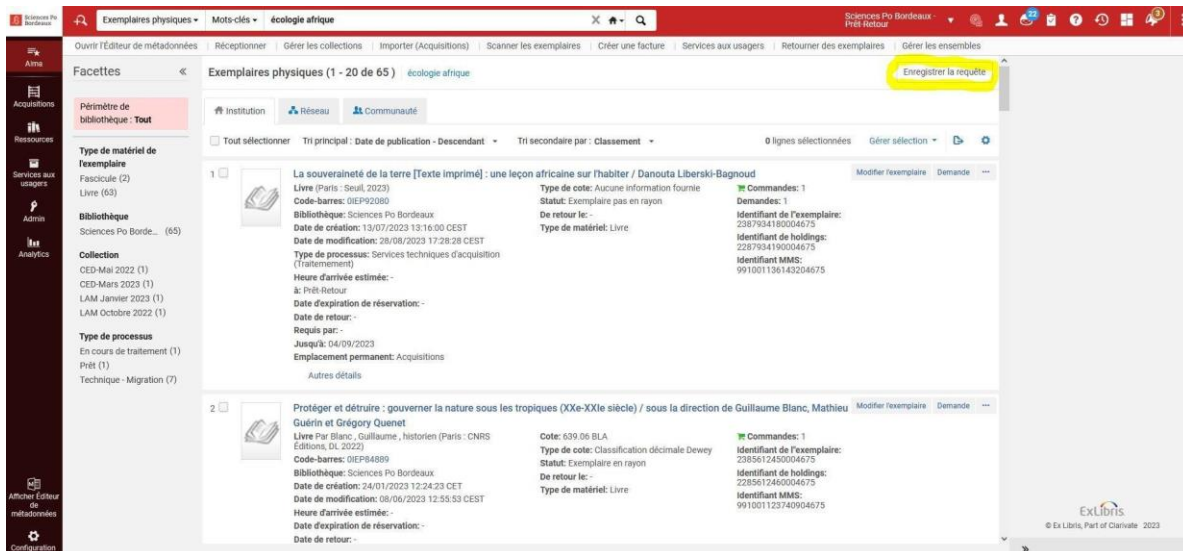 Sciences Po
Bordeaux
Exemplaires physiques
Mots-clés
écologie afrique
Sciences Po Bordeaux -
Prêt-Retour
22
3
Ouvrir l'Éditeur de métadonnées
Réceptionner
Gérer les collections
Importer (Acquisitions)
Scanner les exemplaires
Créer une facture
Services aux usagers
Retourner des exemplaires
Gérer les ensembles
Alma
Acquisitions
Ressources
Services aux
usagers
Admin
Analytics
Afficher Éditeur
de
métadonnées
Configuration
Facettes
Périmètre de
bibliothèque : Tout
Type de matériel de
l'exemplaire
Fascicule (2)
Livre (63)
Bibliothèque
Sciences Po Borde... (65)
Collection
CED-Mai 2022 (1)
CED-Mars 2023 (1)
LAM Janvier 2023 (1)
LAM Octobre 2022 (1)
Type de processus
En cours de traitement (1)
Prêt (1)
Technique - Migration (7)
Exemplaires physiques (1 - 20 de 65 ) écologie afrique
Enregistrer la requête
Institution
Réseau
Communauté
Tout sélectionner
Tri principal : Date de publication - Descendant
Tri secondaire par : Classement
0 lignes sélectionnées
Gérer sélection
1
La souveraineté de la terre [Texte imprimé] : une leçon africaine sur l'habiter / Danouta Liberski-Bagnoud
Modifier l'exemplaire
Demande
Livre (Paris : Seuil, 2023)
Code-barres: 0IEP92080
Bibliothèque: Sciences Po Bordeaux
Date de création: 13/07/2023 13:16:00 CEST
Date de modification: 28/08/2023 17:28:28 CEST
Type de processus: Services techniques d'acquisition
(Traitemement)
Heure d'arrivée estimée: -
à: Prêt-Retour
Date d'expiration de réservation: -
Date de retour: -
Requis par: -
Jusqu'à: 04/09/2023
Emplacement permanent: Acquisitions
Autres détails
Type de cote: Aucune information fournie
Statut: Exemplaire pas en rayon
De retour le: -
Type de matériel: Livre
Commandes: 1
Demandes: 1
Identifiant de l'exemplaire:
2387934180004675
Identifiant de holdings:
2287934190004675
Identifiant MMS:
991001136143204675
2
Protéger et détruire : gouverner la nature sous les tropiques (XXe-XXIe siècle) / sous la direction de Guillaume Blanc, Mathieu
Guérin et Grégory Quenet
Modifier l'exemplaire
Demande
Livre Par Blanc , Guillaume , historien (Paris : CNRS
Éditions, DL 2022)
Code-barres: 0IEP84889
Bibliothèque: Sciences Po Bordeaux
Date de création: 24/01/2023 12:24:23 CET
Date de modification: 08/06/2023 12:55:53 CEST
Heure d'arrivée estimée: -
Date d'expiration de réservation: -
Date de retour: -
Cote: 639.06 BLA
Type de cote: Classification décimale Dewey
Statut: Exemplaire en rayon
De retour le: -
Type de matériel: Livre
Commandes: 1
Identifiant de l'exemplaire:
2385612450004675
Identifiant de holdings:
2285612460004675
Identifiant MMS:
991001123740904675
ExLibris
© Ex Libris, Part of Clarivate 2023